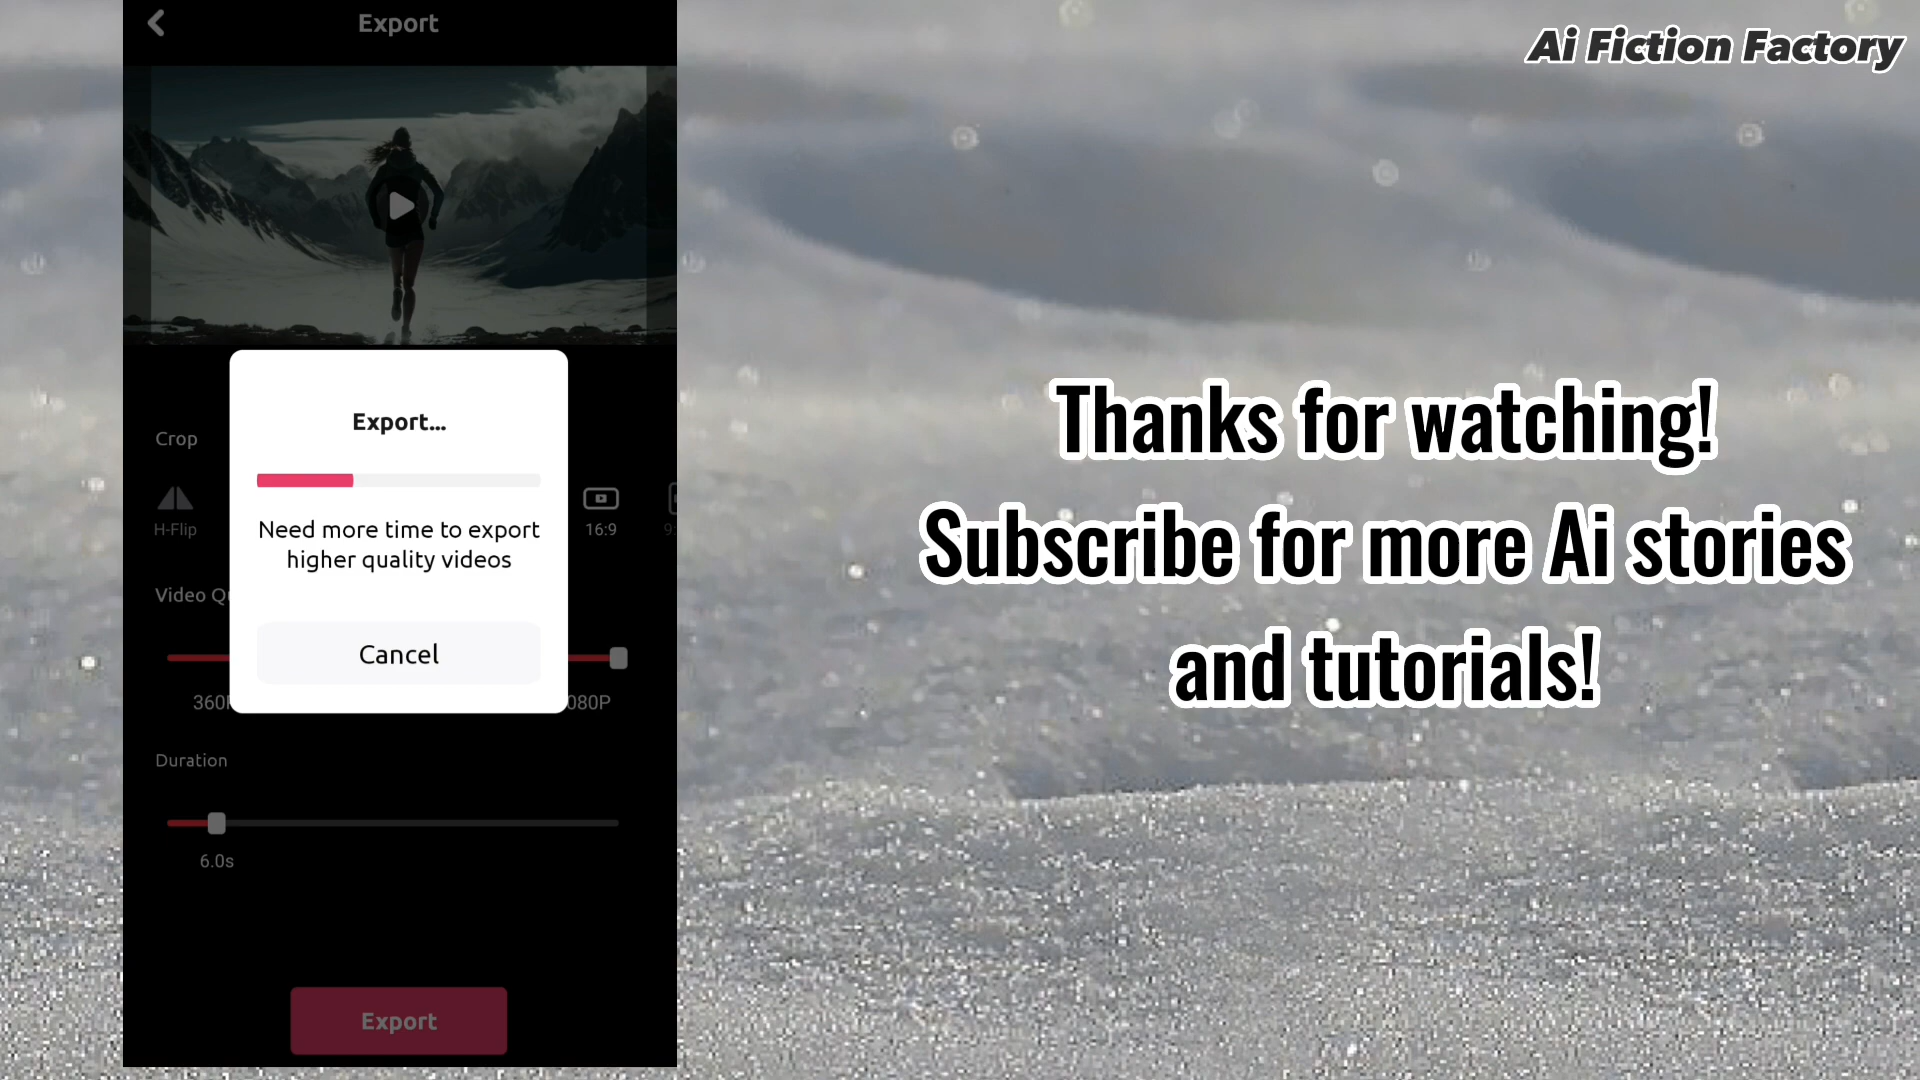 Export
Ai Fiction Factory
Export...
Need more time to export
higher quality videos
Cancel
Crop
H-Flip
16:9
Video
360
080P
Duration
6.0s
Export
Thanks for watching!
Subscribe for more Ai stories
and tutorials!